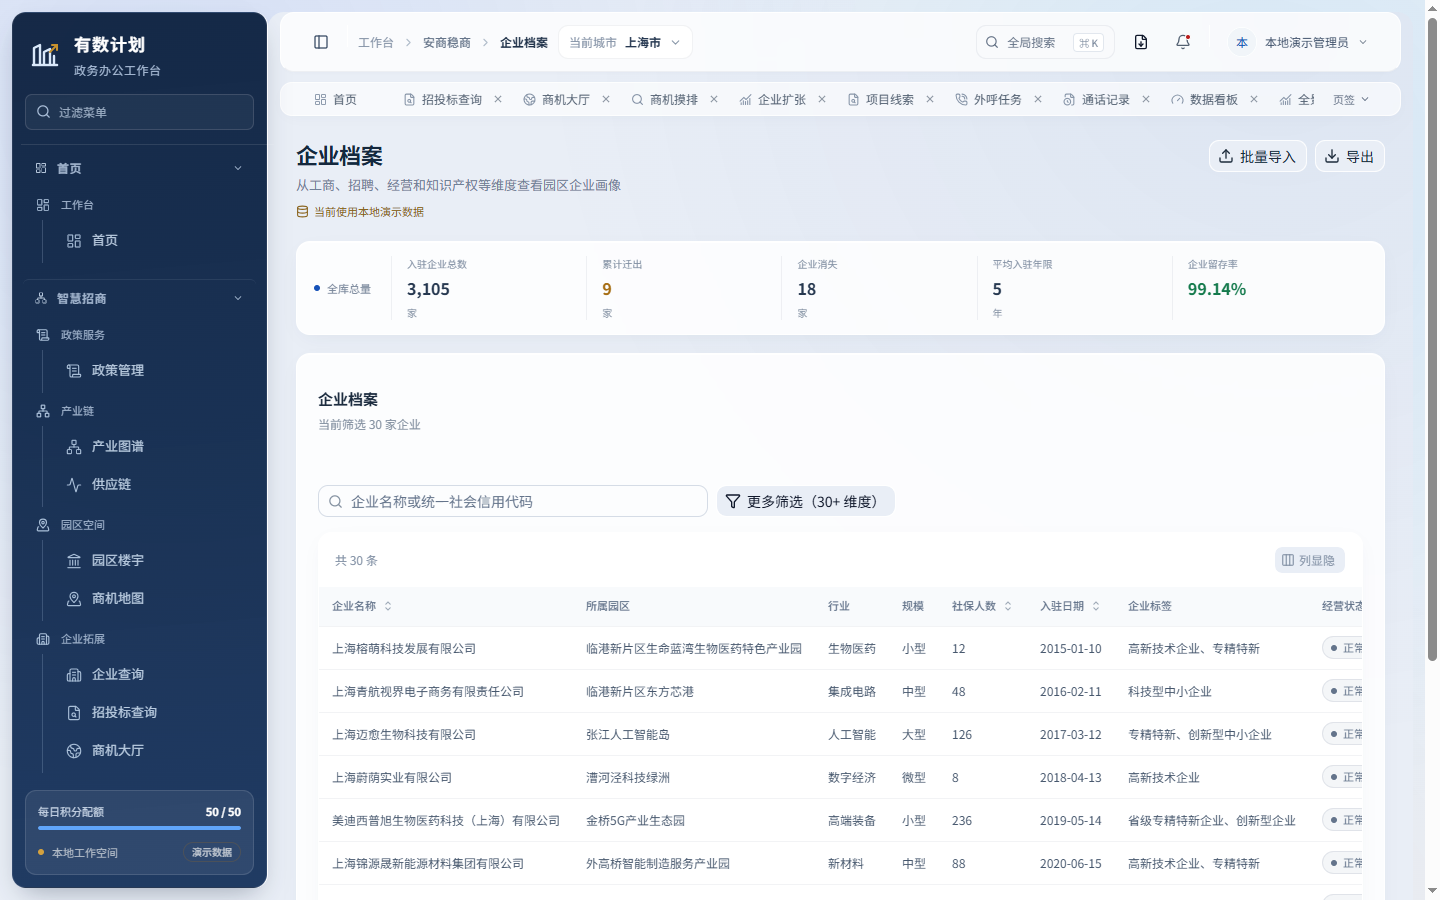 有数计划
政务办公工作台
过滤菜单
首页
工作台
首页
智慧招商
政策服务
政策管理
产业链
产业图谱
供应链
园区空间
园区楼宇
商机地图
企业拓展
企业查询
招投标查询
商机大厅
每日积分配额 50 / 50
本地工作空间 演示数据
工作台 安商稳商 企业档案 当前城市 上海市 全局搜索 ⌘K 本 本地演示管理员
首页 招投标查询 商机大厅 商机摸排 企业扩张 项目线索 外呼任务 通话记录 数据看板 页签
企业档案
从工商、招聘、经营和知识产权等维度查看园区企业画像
当前使用本地演示数据
批量导入 导出
全库总量
入驻企业总数 3,105 家
累计迁出 9 家
企业消失 18 家
平均入驻年限 5 年
企业留存率 99.14%
企业档案
当前筛选 30 家企业
企业名称或统一社会信用代码 更多筛选（30+ 维度）
共 30 条 列显隐
企业名称 所属园区 行业 规模 社保人数 入驻日期 企业标签 经营状态
上海榕萌科技发展有限公司 临港新片区生命蓝湾生物医药特色产业园 生物医药 小型 12 2015-01-10 高新技术企业、专精特新 正常
上海青航视界电子商务有限责任公司 临港新片区东方芯港 集成电路 中型 48 2016-02-11 科技型中小企业 正常
上海迈愈生物科技有限公司 张江人工智能岛 人工智能 大型 126 2017-03-12 专精特新、创新型中小企业 正常
上海蔚荫实业有限公司 漕河泾科技绿洲 数字经济 微型 8 2018-04-13 高新技术企业 正常
美迪西普旭生物医药科技（上海）有限公司 金桥5G产业生态园 高端装备 小型 236 2019-05-14 省级专精特新企业、创新型企业 正常
上海锦源晟新能源材料集团有限公司 外高桥智能制造服务产业园 新材料 中型 88 2020-06-15 高新技术企业、专精特新 正常